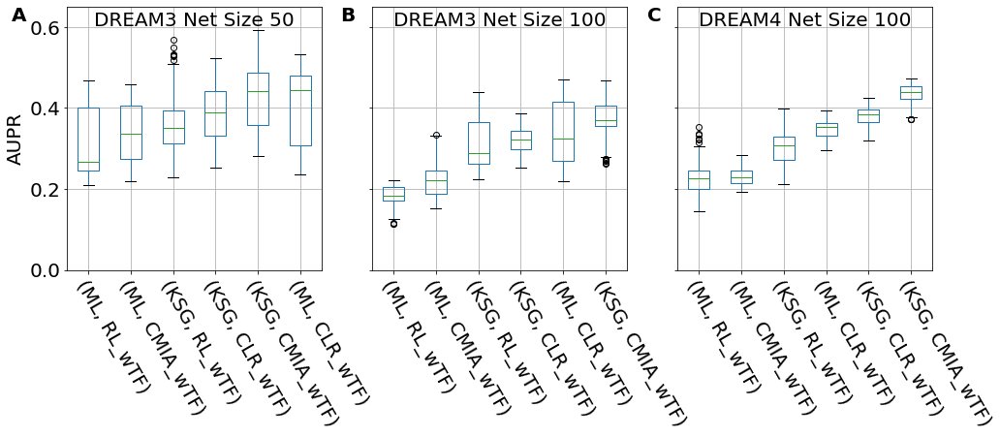 A
DREAM3 Net Size 50
B
DREAM3 Net Size 100
C
DREAM4 Net Size 100
AUPR
0.6
0.4
0.2
0.0
(ML, RL_wTF)
(ML, CMIA_wTF)
(KSG, RL_wTF)
(KSG, CLR_wTF)
(KSG, CMIA_wTF)
(ML, CLR_wTF)
(ML, RL_wTF)
(ML, CMIA_wTF)
(KSG, RL_wTF)
(KSG, CLR_wTF)
(ML, CLR_wTF)
(KSG, CMIA_wTF)
(ML, RL_wTF)
(ML, CMIA_wTF)
(KSG, RL_wTF)
(ML, CLR_wTF)
(KSG, CLR_wTF)
(KSG, CMIA_wTF)